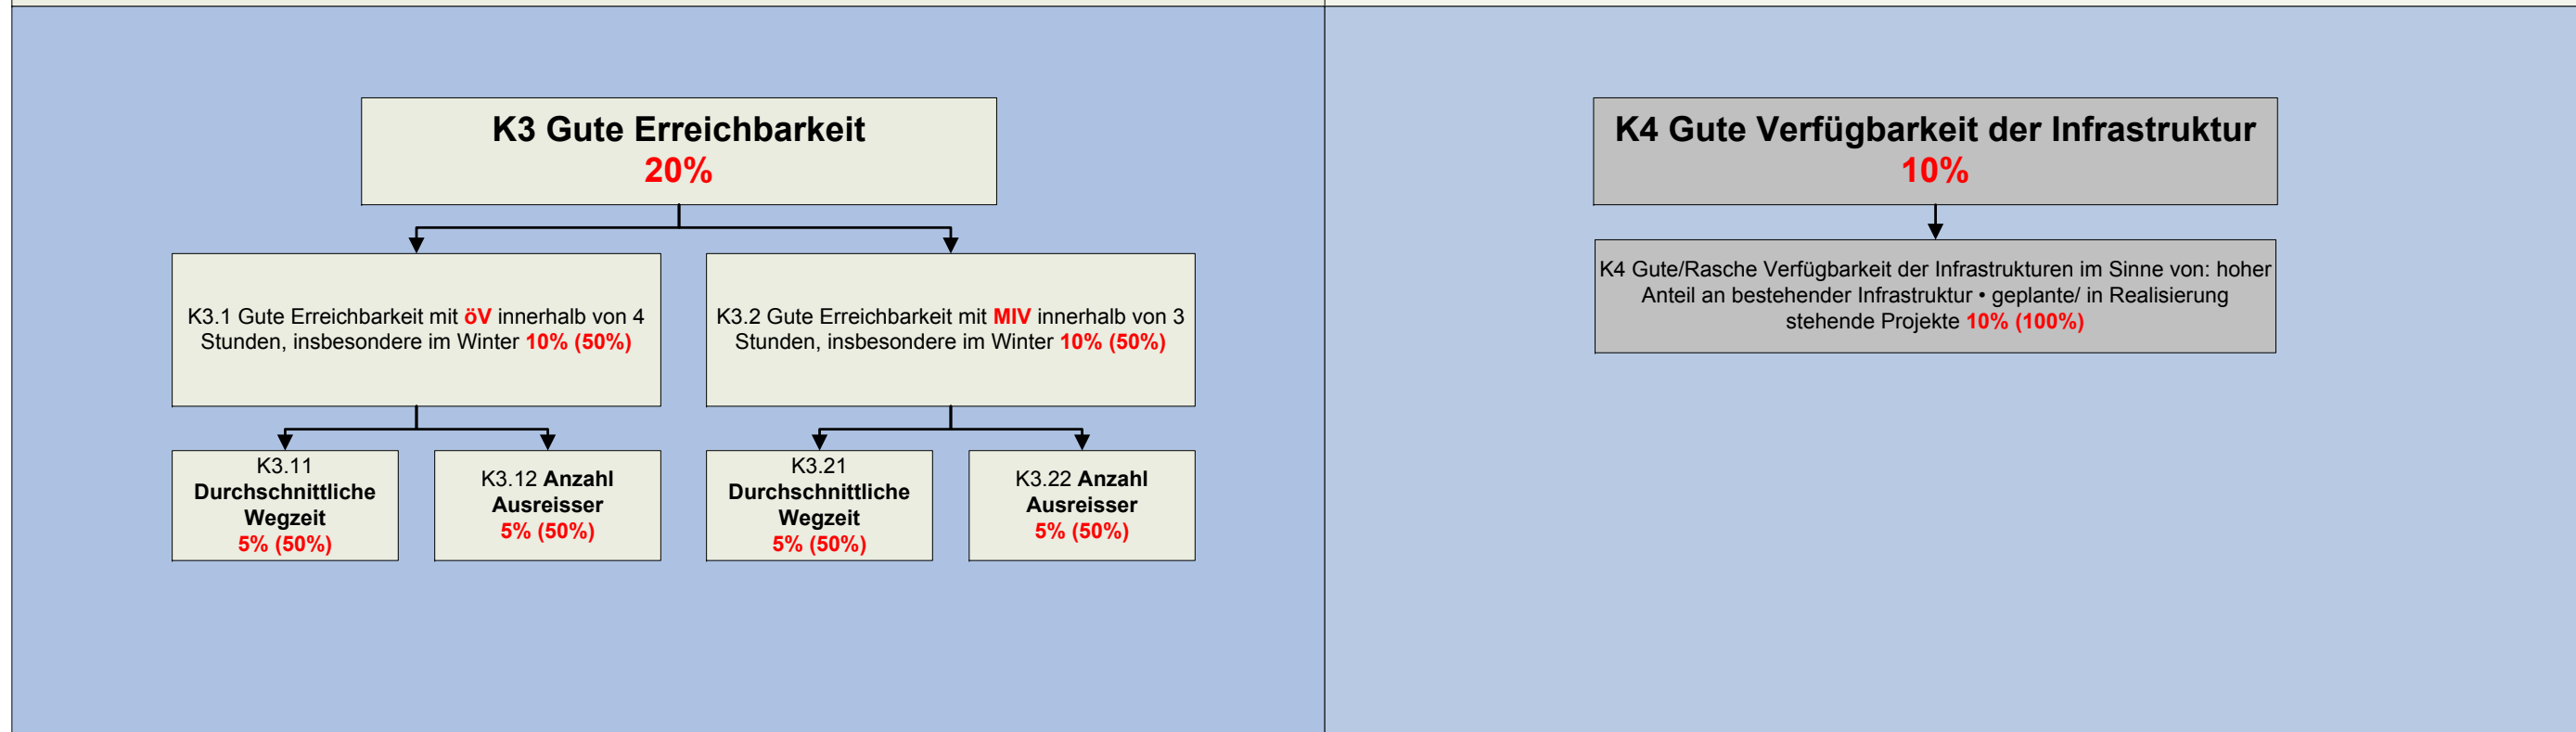 K3 Gute Erreichbarkeit
20%
K3.1 Gute Erreichbarkeit mit öV innerhalb von 4
Stunden, insbesondere im Winter 10% (50%)
K3.2 Gute Erreichbarkeit mit MIV innerhalb von 3
Stunden, insbesondere im Winter 10% (50%)
K3.11
Durchschnittliche
Wegzeit
5% (50%)
K3.12 Anzahl
Ausreisser
5% (50%)
K3.21
Durchschnittliche
Wegzeit
5% (50%)
K3.22 Anzahl
Ausreisser
5% (50%)
K4 Gute Verfügbarkeit der Infrastruktur
10%
K4 Gute/Rasche Verfügbarkeit der Infrastrukturen im Sinne von: hoher
Anteil an bestehender Infrastruktur • geplante/ in Realisierung
stehende Projekte 10% (100%)